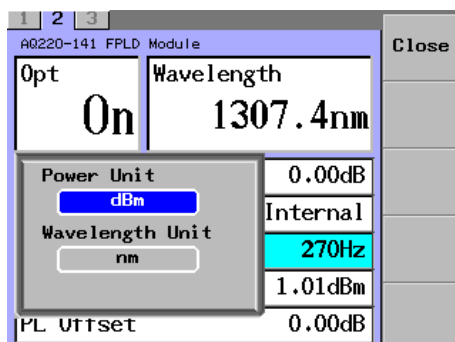 1 2 3
AQ220-141 FPLD Module
Close
Opt
On
Wavelength
1307.4nm
Power Unit
dBm
Wavelength Unit
nm
0.00dB
Internal
270Hz
1.01dBm
PL Offset
0.00dB